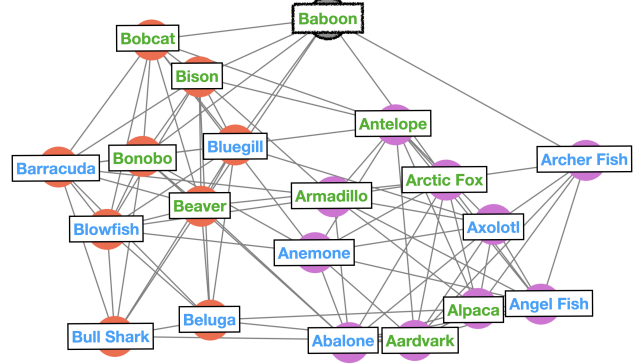 Baboon
Bobcat
Bison
Antelope
Bluegill
Bonobo
Barracuda
Archer Fish
Arctic Fox
Armadillo
Beaver
Blowfish
Axolotl
Anemone
Angel Fish
Alpaca
Beluga
Bull Shark
Abalone
Aardvark